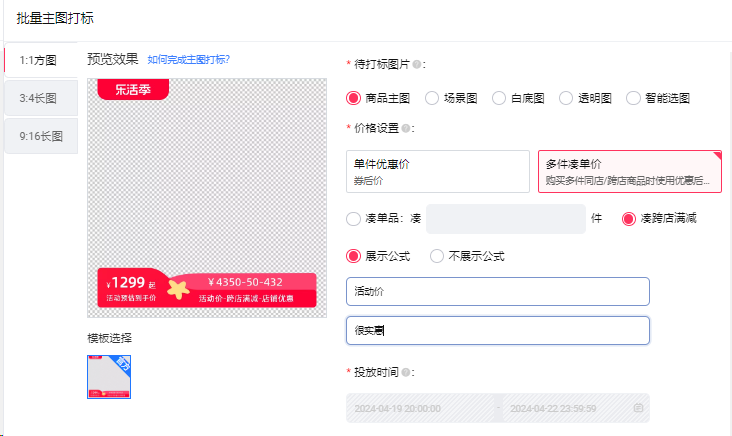 批量主图打标
1:1方图
3:4长图
9:16长图
预览效果 如何完成主图打标?
乐活季
¥1299 起
活动预估到手价
¥4350-50-432
活动价-跨店满减-店铺优惠
模板选择
官方
* 待打标图片:
商品主图 场景图 白底图 透明图 智能选图
* 价格设置:
单件优惠价
券后价
多件凑单价
购买多件同店/跨店商品时使用优惠后...
凑单品: 凑 件 凑跨店满减
展示公式 不展示公式
活动价
很实惠
* 投放时间:
2024-04-19 20:00:00 - 2024-04-22 23:59:59